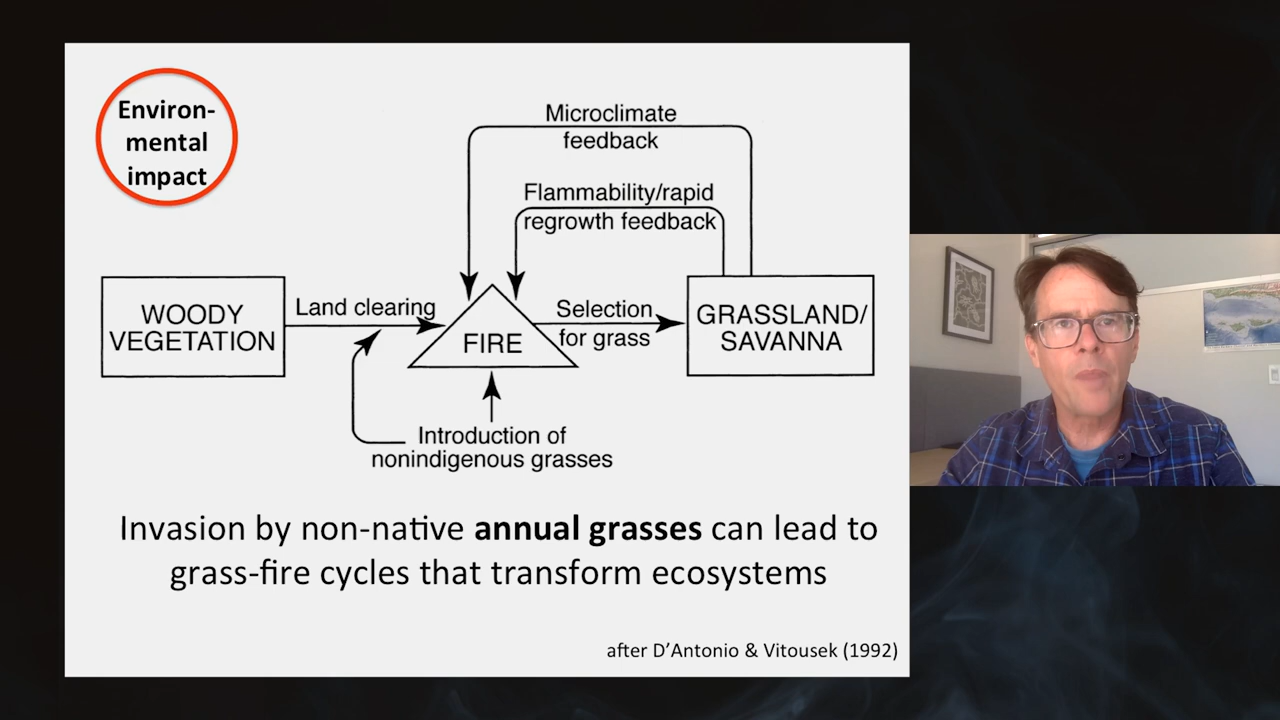 Environ-
mental
impact
Microclimate
feedback
Flammability/rapid
regrowth feedback
WOODY
VEGETATION
Land clearing
FIRE
Selection
for grass
GRASSLAND/
SAVANNA
Introduction of
nonindigenous grasses
Invasion by non-native annual grasses can lead to
grass-fire cycles that transform ecosystems
after D’Antonio & Vitousek (1992)